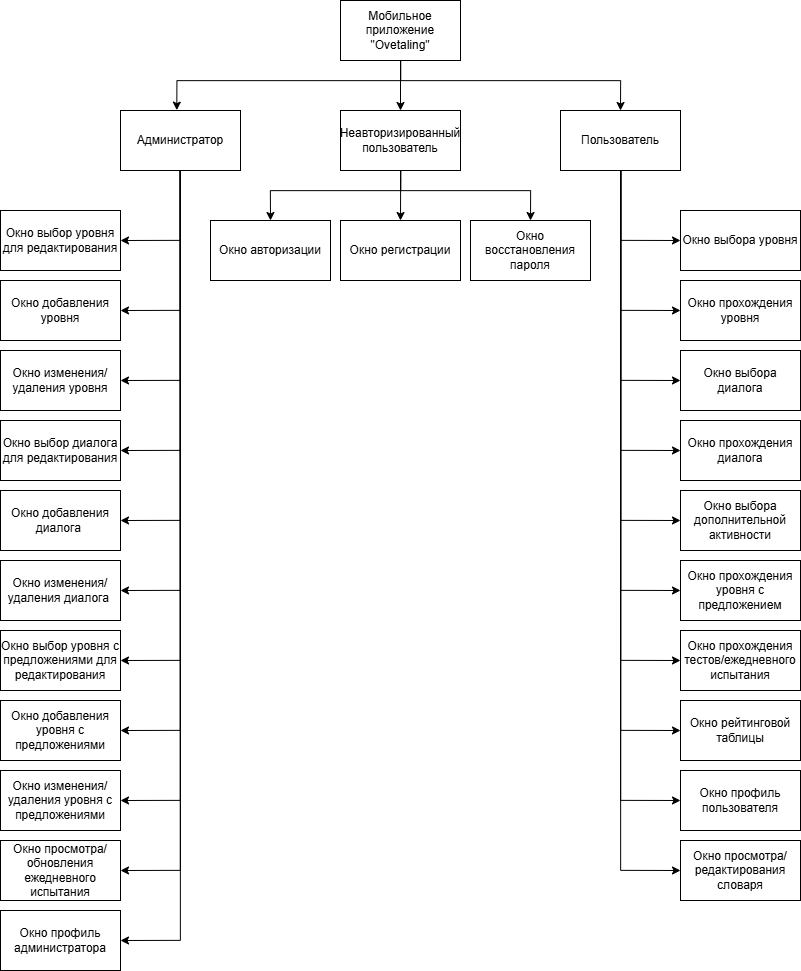 Мобильное
приложение
"Ovetaling"
Администратор
Неавторизированный
пользователь
Пользователь
Окно выбор уровня
для редактирования
Окно добавления
уровня
Окно изменения/
удаления уровня
Окно выбор диалога
для редактирования
Окно добавления
диалога
Окно изменения/
удаления диалога
Окно выбор уровня с
предложениями для
редактирования
Окно добавления
уровня с
предложениями
Окно изменения/
удаления уровня с
предложениями
Окно просмотра/
обновления
ежедневного
испытания
Окно профиль
администратора
Окно авторизации
Окно регистрации
Окно
восстановления
пароля
Окно выбора уровня
Окно прохождения
уровня
Окно выбора
диалога
Окно прохождения
диалога
Окно выбора
дополнительной
активности
Окно прохождения
уровня с
предложением
Окно прохождения
тестов/ежедневного
испытания
Окно рейтинговой
таблицы
Окно профиль
пользователя
Окно просмотра/
редактирования
словаря